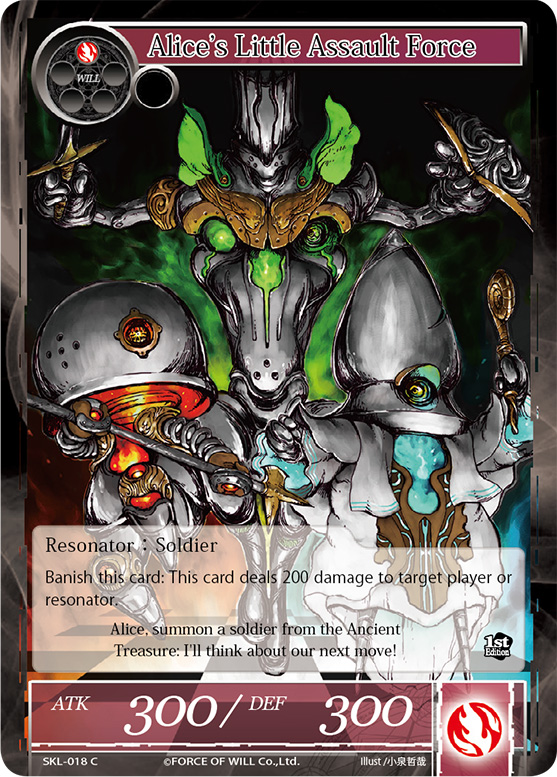 Alice's Little Assault Force
WILL
Resonator : Soldier
Banish this card: This card deals 200 damage to target player or
resonator.
Alice, summon a soldier from the Ancient
Treasure: I'll think about our next move!
1st
Edition
ATK 300 / DEF 300
SKL-018 C ©FORCE OF WILL Co.,Ltd. Illust /小泉哲哉